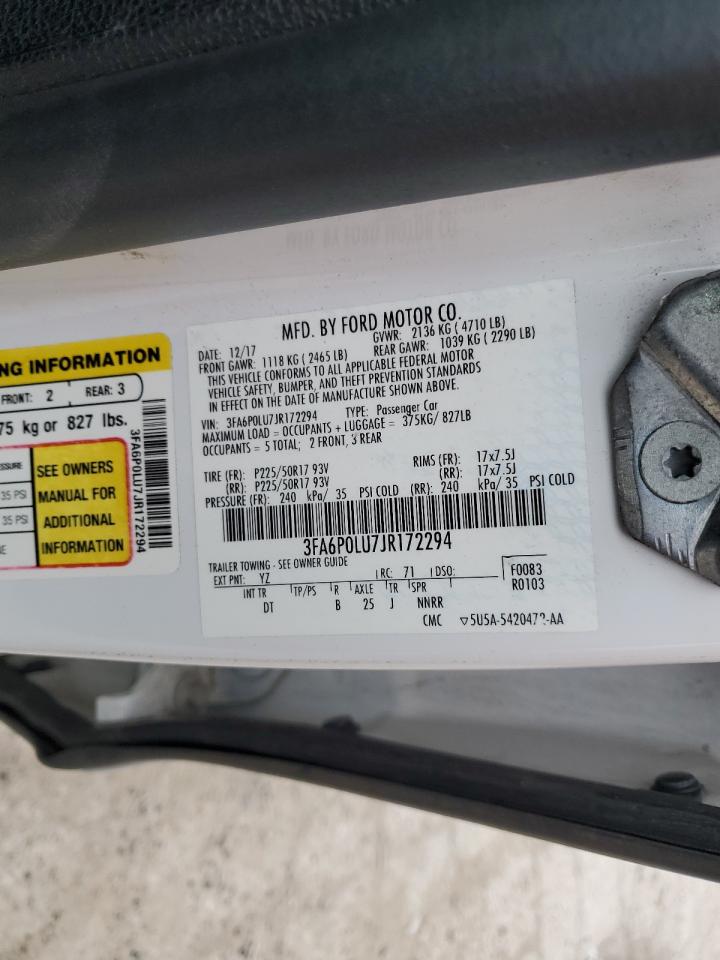 NG INFORMATION
FRONT: 2 REAR: 3
75 kg or 827 lbs.
35 PSI
35 PSI
SEE OWNERS
MANUAL FOR
ADDITIONAL
INFORMATION
3FA6P0LU7JR172294
MFD. BY FORD MOTOR CO.
DATE: 12/17 GVWR: 2136 KG ( 4710 LB)
FRONT GAWR: 1118 KG ( 2465 LB) REAR GAWR: 1039 KG ( 2290 LB)
THIS VEHICLE CONFORMS TO ALL APPLICABLE FEDERAL MOTOR
VEHICLE SAFETY, BUMPER, AND THEFT PREVENTION STANDARDS
IN EFFECT ON THE DATE OF MANUFACTURE SHOWN ABOVE.
VIN: 3FA6P0LU7JR172294 TYPE: Passenger Car
MAXIMUM LOAD = OCCUPANTS + LUGGAGE = 375KG/ 827LB
OCCUPANTS = 5 TOTAL; 2 FRONT, 3 REAR
TIRE (FR): P225/50R17 93V RIMS (FR): 17x7.5J
(RR): P225/50R17 93V (RR): 17x7.5J
PRESSURE (FR): 240 kPa/ 35 PSI COLD (RR): 240 kPa/ 35 PSI COLD
3FA6P0LU7JR172294
TRAILER TOWING - SEE OWNER GUIDE
EXT PNT: YZ RC: 71 DSO: F0083
INT TR TP/PS R AXLE TR SPR R0103
DT B 25 J NNRR
CMC ▽5U5A-5420472-AA